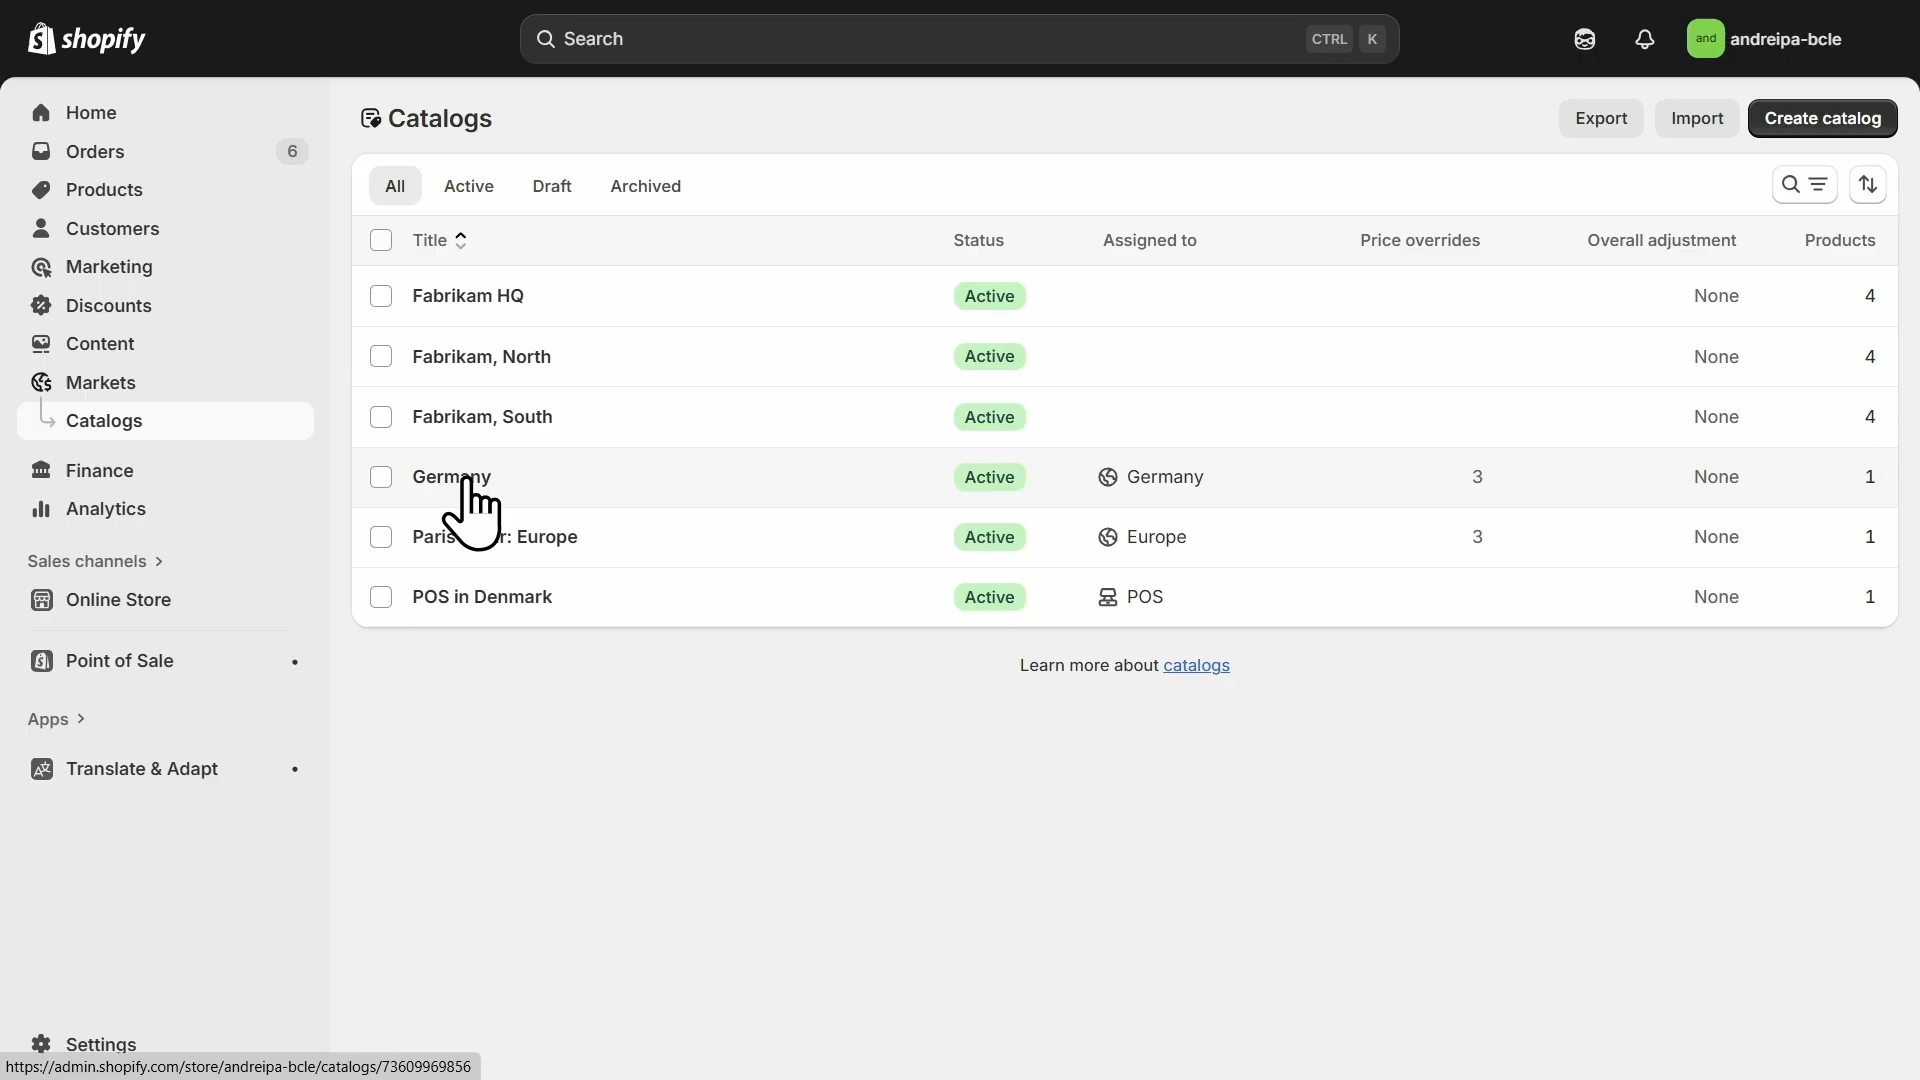 shopify
Search
CTRL K
and
andreipa-bcle
Home
Orders 6
Products
Customers
Marketing
Discounts
Content
Markets
Catalogs
Finance
Analytics
Sales channels
Online Store
Point of Sale
Apps
Translate & Adapt
Settings
Catalogs
Export Import Create catalog
All Active Draft Archived
Title Status Assigned to Price overrides Overall adjustment Products
Fabrikam HQ Active None 4
Fabrikam, North Active None 4
Fabrikam, South Active None 4
Germany Active Germany 3 None 1
: Europe Active Europe 3 None 1
POS in Denmark Active POS None 1
Learn more about catalogs
https://admin.shopify.com/store/andreipa-bcle/catalogs/73609969856